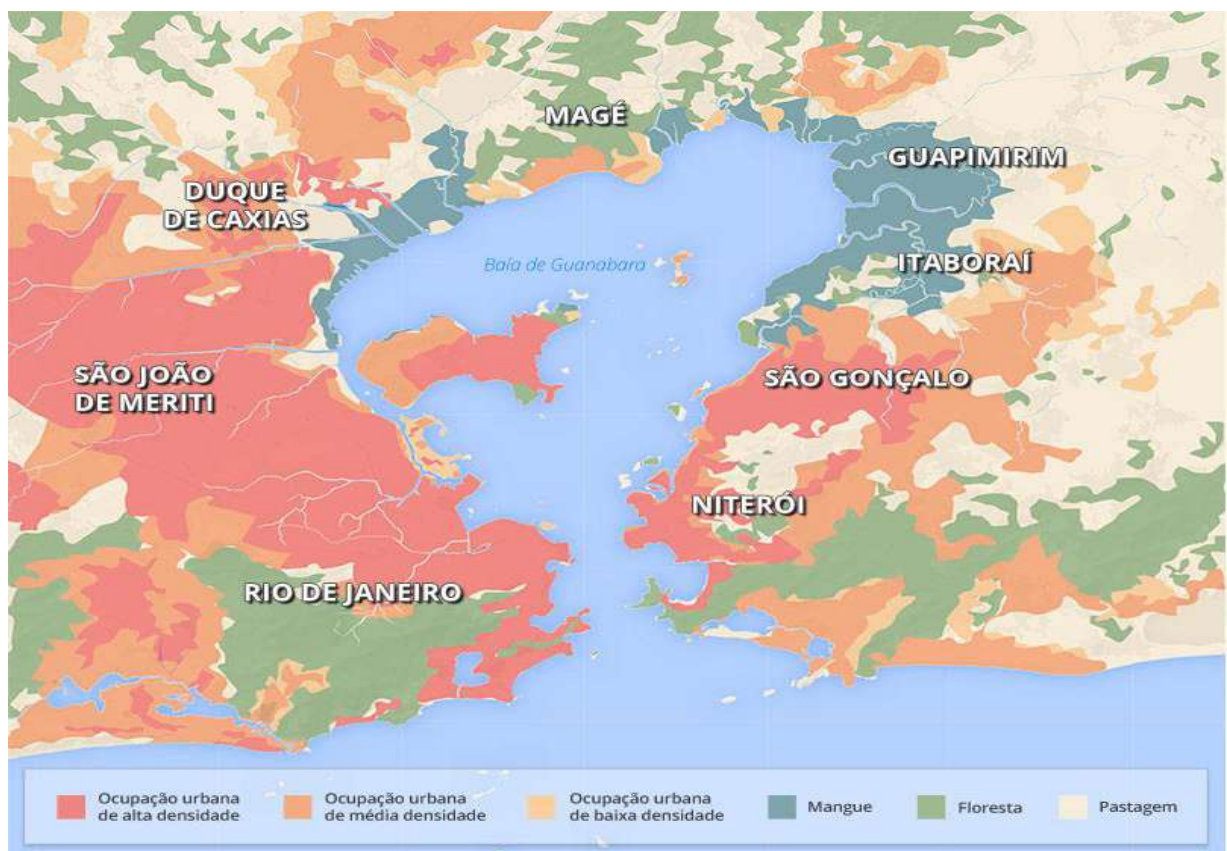 MAGÉ
GUAPIMIRIM
DUQUE
DE CAXIAS
Baía de Guanabara
ITABORAÍ
SÃO JOÃO
DE MERITI
SÃO GONÇALO
NITERÓI
RIO DE JANEIRO
Ocupação urbana
de alta densidade
Ocupação urbana
de média densidade
Ocupação urbana
de baixa densidade
Mangue
Floresta
Pastagem